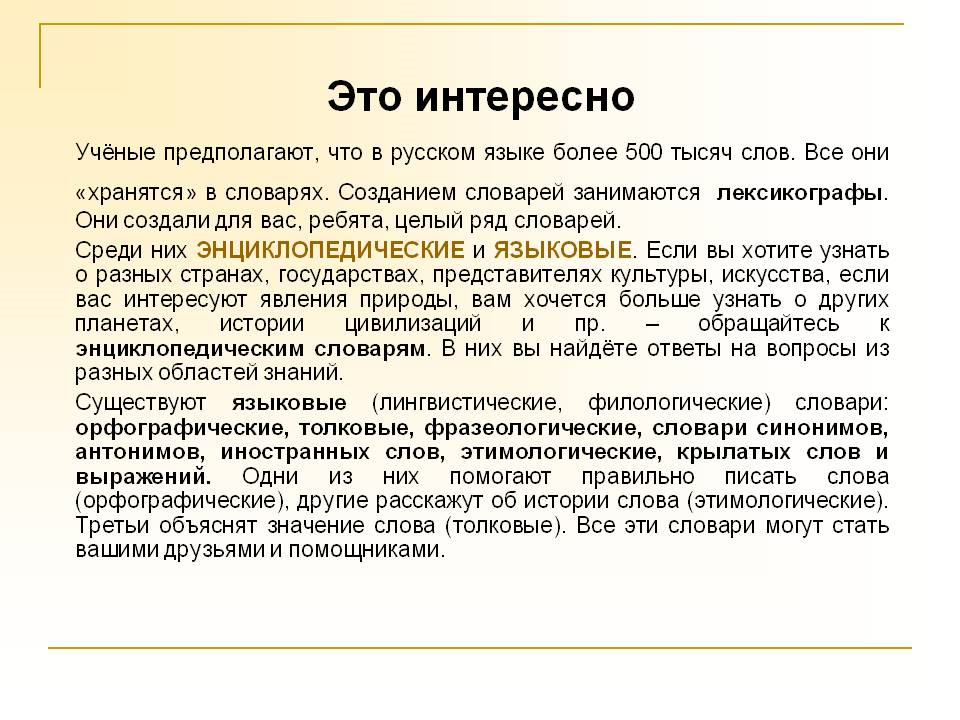 Это интересно
Учёные предполагают, что в русском языке более 500 тысяч слов. Все они
«хранятся» в словарях. Созданием словарей занимаются лексикографы.
Они создали для вас, ребята, целый ряд словарей.
Среди них ЭНЦИКЛОПЕДИЧЕСКИЕ и ЯЗЫКОВЫЕ. Если вы хотите узнать
о разных странах, государствах, представителях культуры, искусства, если
вас интересуют явления природы, вам хочется больше узнать о других
планетах, истории цивилизаций и пр. – обращайтесь к
энциклопедическим словарям. В них вы найдёте ответы на вопросы из
разных областей знаний.
Существуют языковые (лингвистические, филологические) словари:
орфографические, толковые, фразеологические, словари синонимов,
антонимов, иностранных слов, этимологические, крылатых слов и
выражений. Одни из них помогают правильно писать слова
(орфографические), другие расскажут об истории слова (этимологические).
Третьи объяснят значение слова (толковые). Все эти словари могут стать
вашими друзьями и помощниками.